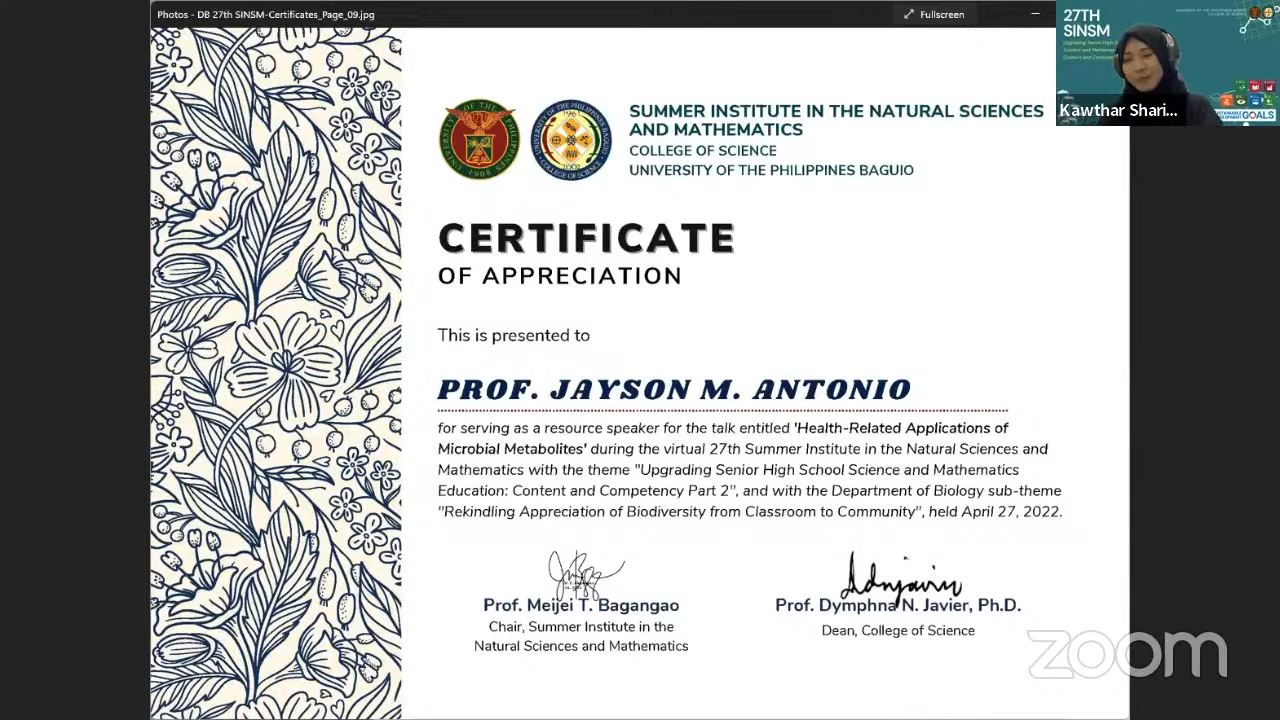 Photos - DB 27th SINSM-Certificates_Page_09.jpg
Fullscreen
27TH
SINSM
Kawthar Shari...
GOALS
SUMMER INSTITUTE IN THE NATURAL SCIENCES
AND MATHEMATICS
COLLEGE OF SCIENCE
UNIVERSITY OF THE PHILIPPINES BAGUIO
CERTIFICATE
OF APPRECIATION
This is presented to
PROF. JAYSON M. ANTONIO
for serving as a resource speaker for the talk entitled 'Health-Related Applications of
Microbial Metabolites' during the virtual 27th Summer Institute in the Natural Sciences and
Mathematics with the theme "Upgrading Senior High School Science and Mathematics
Education: Content and Competency Part 2", and with the Department of Biology sub-theme
"Rekindling Appreciation of Biodiversity from Classroom to Community", held April 27, 2022.
Prof. Meijei T. Bagangao
Chair, Summer Institute in the
Natural Sciences and Mathematics
Prof. Dymphna N. Javier, Ph.D.
Dean, College of Science
zoom